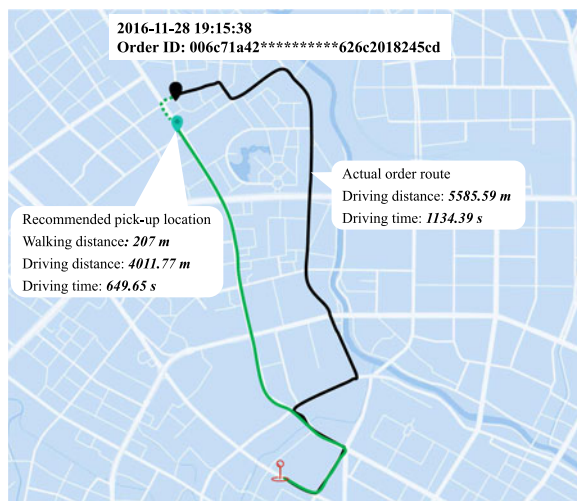 2016-11-28 19:15:38
Order ID: 006c71a42**********626c2018245cd
Actual order route
Driving distance: 5585.59 m
Driving time: 1134.39 s
Recommended pick-up location
Walking distance: 207 m
Driving distance: 4011.77 m
Driving time: 649.65 s